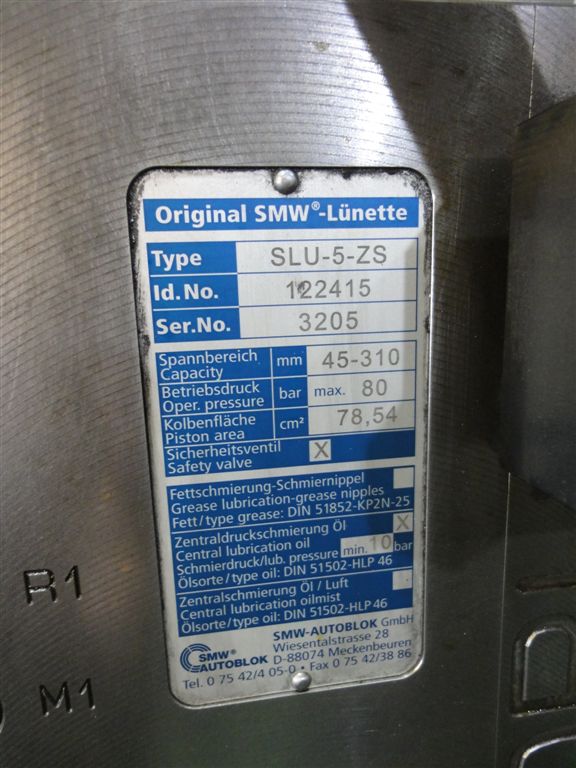 Original SMW®-Lünette
Type SLU-5-ZS
Id.No. 122415
Ser.No. 3205
Spannbereich
Capacity mm 45-310
Betriebsdruck
Oper. pressure bar max. 80
Kolbenfläche
Piston area cm² 78,54
Sicherheitsventil
Safety valve X
Fettschmierung-Schmiernippel
Grease lubrication-grease nipples
Fett/type grease: DIN 51852-KP2N-25
Zentraldruckschmierung Öl X
Central lubrication oil
Schmierdruck/lub. pressure min. 10 bar
Ölsorte/type oil: DIN 51502-HLP 46
Zentralschmierung Öl / Luft
Central lubrication oilmist
Ölsorte/type oil: DIN 51502-HLP 46
SMW®
AUTOBLOK
SMW-AUTOBLOK GmbH
Wiesentalstrasse 28
D-88074 Meckenbeuren
Tel. 0 75 42/4 05-0 • Fax 0 75 42/38 86
R1
M1